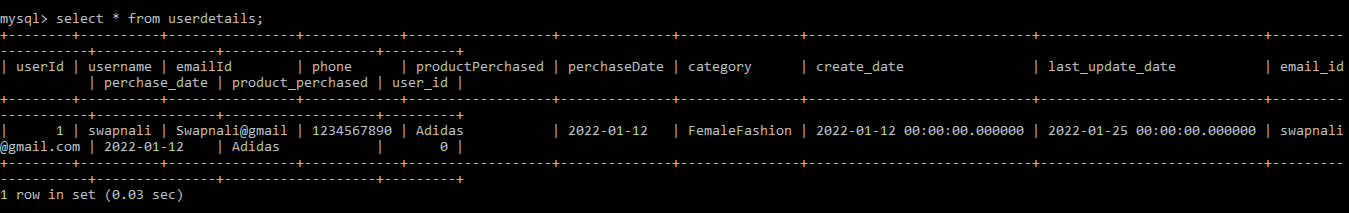 mysql> select * from userdetails;
+--------+----------+----------------+------------+------------------+--------------+---------------+----------------------------+----------------------------+---------
-----------+---------------+-------------------+---------+
| userId | username | emailId        | phone      | productPerchased | perchaseDate | category      | create_date                | last_update_date           | email_id
           | perchase_date | product_perchased | user_id |
+--------+----------+----------------+------------+------------------+--------------+---------------+----------------------------+----------------------------+---------
-----------+---------------+-------------------+---------+
|      1 | swapnali | Swapnali@gmail | 1234567890 | Adidas           | 2022-01-12   | FemaleFashion | 2022-01-12 00:00:00.000000 | 2022-01-25 00:00:00.000000 | swapnali
@gmail.com | 2022-01-12    | Adidas            |       0 |
+--------+----------+----------------+------------+------------------+--------------+---------------+----------------------------+----------------------------+---------
-----------+---------------+-------------------+---------+
1 row in set (0.03 sec)